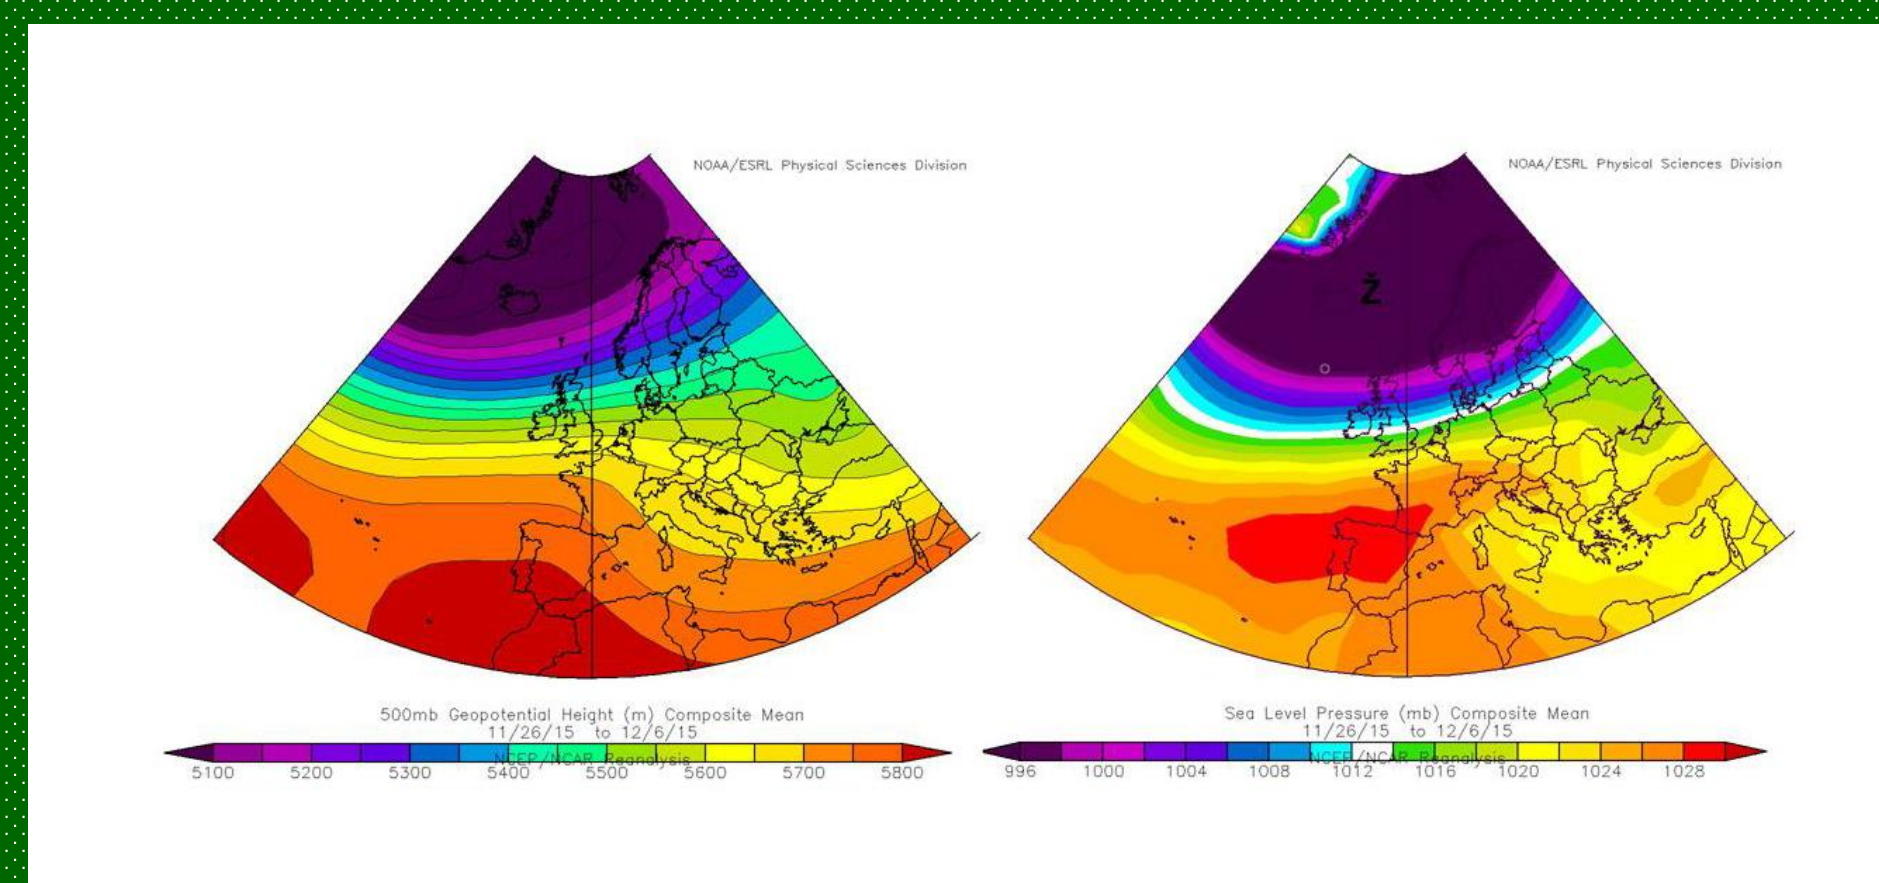 NOAA/ESRL Physical Sciences Division
500mb Geopotential Height (m) Composite Mean
11/26/15 to 12/6/15
NCEP/NCAR Reanalysis
5100 5200 5300 5400 5500 5600 5700 5800
NOAA/ESRL Physical Sciences Division
Ž
Sea Level Pressure (mb) Composite Mean
11/26/15 to 12/6/15
NCEP/NCAR Reanalysis
996 1000 1004 1008 1012 1016 1020 1024 1028